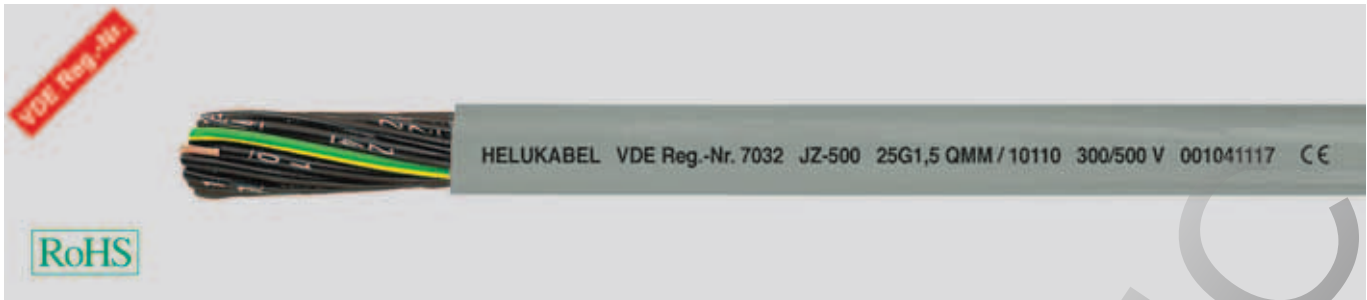 VDE Reg.-Nr.
HELUKABEL VDE Reg.-Nr. 7032 JZ-500 25G1,5 QMM / 10110 300/500 V 001041117 CE
RoHS